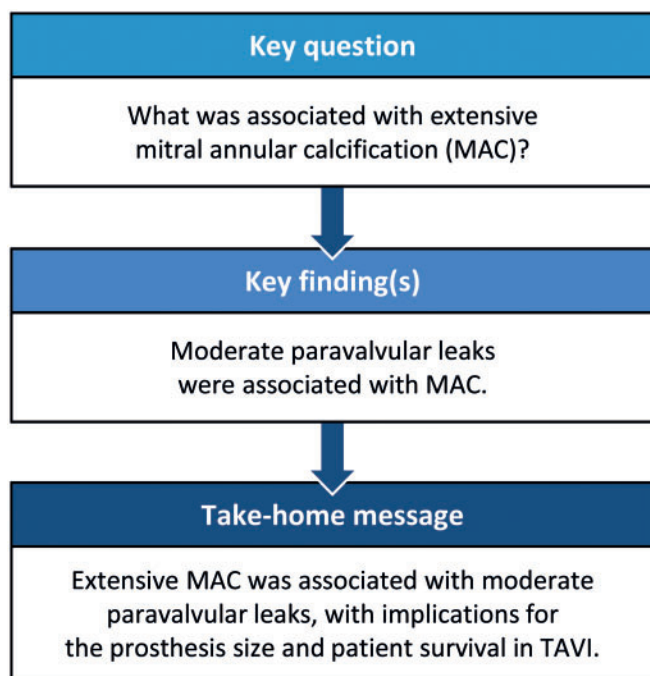 Key question
What was associated with extensive
mitral annular calcification (MAC)?
Key finding(s)
Moderate paravalvular leaks
were associated with MAC.
Take-home message
Extensive MAC was associated with moderate
paravalvular leaks, with implications for
the prosthesis size and patient survival in TAVI.